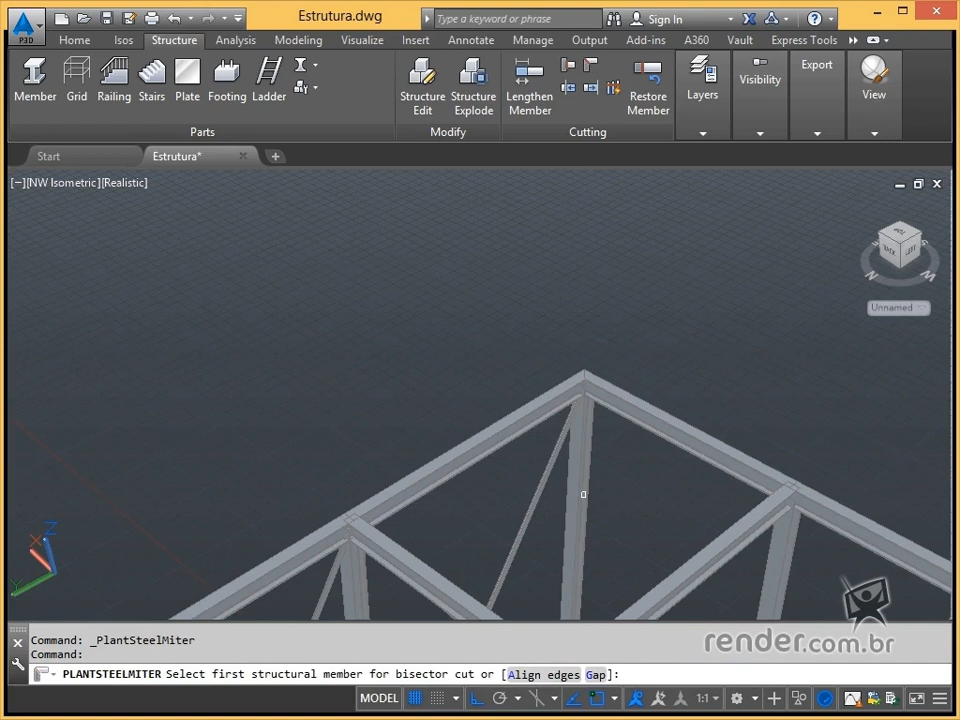 Estrutura.dwg
Type a keyword or phrase
Sign In
P3D
Home Isos Structure Analysis Modeling Visualize Insert Annotate Manage Output Add-ins A360 Vault Express Tools
Member Grid Railing Stairs Plate Footing Ladder
Structure Edit
Structure Explode
Lengthen Member
Restore Member
Layers
Visibility
Export
View
Parts Modify Cutting
Start Estrutura*
[−][NW Isometric][Realistic]
TOP
N W
Unnamed
X Z
Y
render.com.br
Command: _PlantSteelMiter
Command:
PLANTSTEELMITER Select first structural member for bisector cut or [Align edges Gap]:
MODEL 1:1